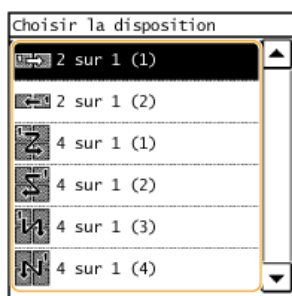 Choisir la disposition
2 sur 1 (1)
2 sur 1 (2)
4 sur 1 (1)
4 sur 1 (2)
4 sur 1 (3)
4 sur 1 (4)